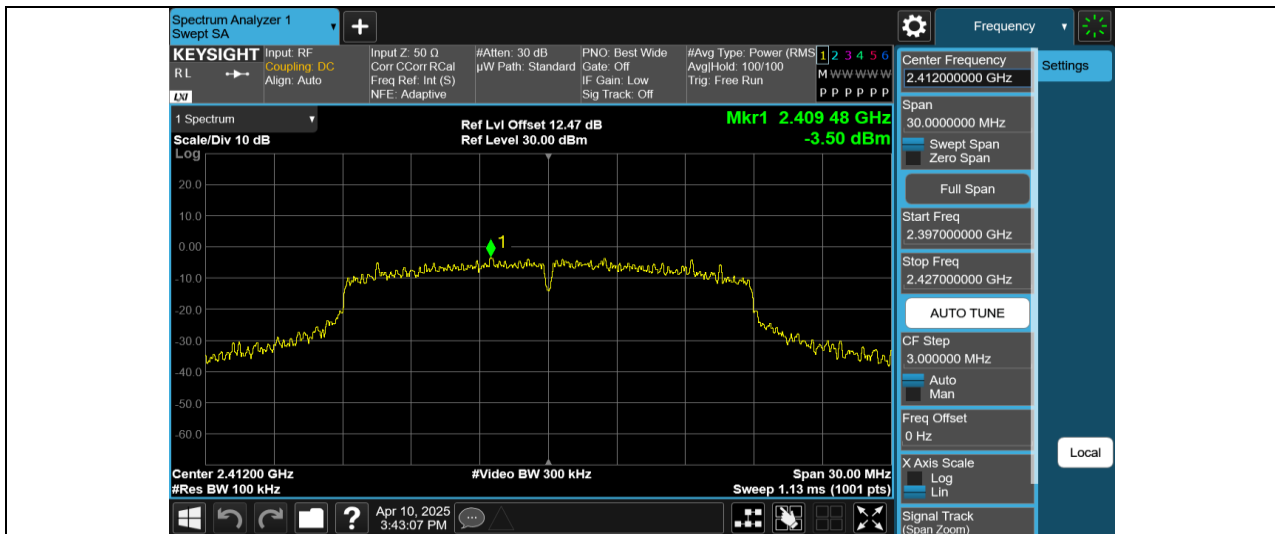 Spectrum Analyzer 1
Swept SA
+
Frequency
KEYSIGHT
R L
LXI
Input: RF
Coupling: DC
Align: Auto
Input Z: 50 Ω
Corr CCorr RCal
Freq Ref: Int (S)
NFE: Adaptive
#Atten: 30 dB
µW Path: Standard
PNO: Best Wide
Gate: Off
IF Gain: Low
Sig Track: Off
#Avg Type: Power (RMS
Avg|Hold: 100/100
Trig: Free Run
1 2 3 4 5 6
M W W W W W
P P P P P P
1 Spectrum
Scale/Div 10 dB
Log
Ref Lvl Offset 12.47 dB
Ref Level 30.00 dBm
Mkr1 2.409 48 GHz
-3.50 dBm
20.0
10.0
0.00
-10.0
-20.0
-30.0
-40.0
-50.0
-60.0
1
Center 2.41200 GHz
#Res BW 100 kHz
#Video BW 300 kHz
Span 30.00 MHz
Sweep 1.13 ms (1001 pts)
Apr 10, 2025
3:43:07 PM
?
Center Frequency
2.412000000 GHz
Settings
Span
30.0000000 MHz
Swept Span
Zero Span
Full Span
Start Freq
2.397000000 GHz
Stop Freq
2.427000000 GHz
AUTO TUNE
CF Step
3.000000 MHz
Auto
Man
Freq Offset
0 Hz
Local
X Axis Scale
Log
Lin
Signal Track
(Span Zoom)